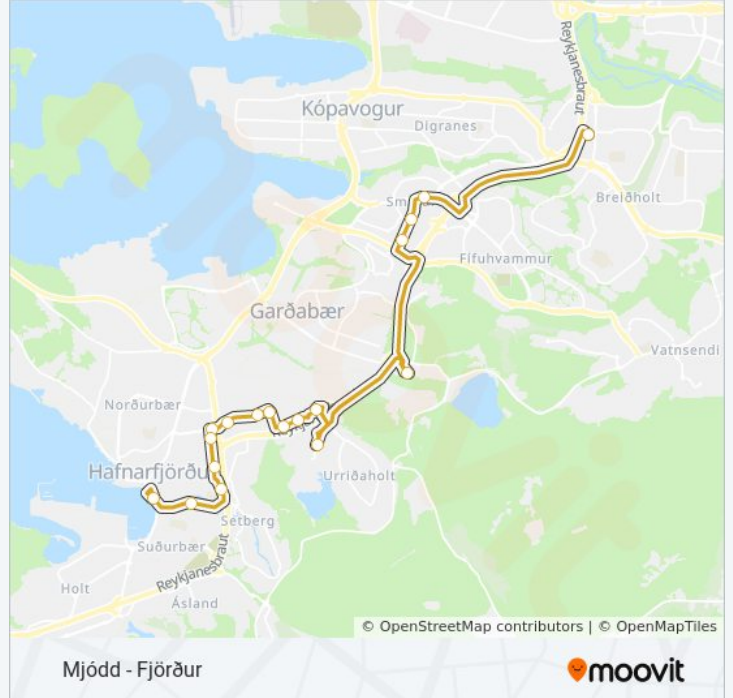 Reykjanesbraut
Kópavogur
Digranes
Breiðholt
Fífuhvammur
Garðabær
Vatnsendi
Norðurbær
Hafnarfjörðu
Urriðaholt
Setberg
Suðurbær
Reykjanesbraut
Holt
Ásland
© OpenStreetMap contributors | © OpenMapTiles
Mjódd - Fjörður
moovit